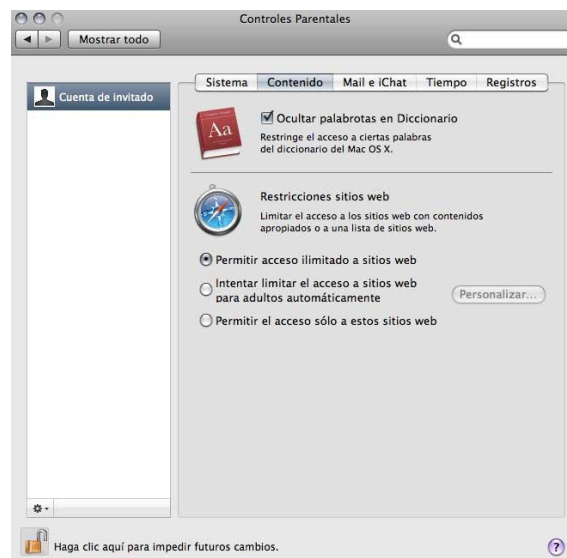 Controles Parentales
Mostrar todo
Cuenta de invitado
Sistema Contenido Mail e iChat Tiempo Registros
Aa
Ocultar palabrotas en Diccionario
Restringe el acceso a ciertas palabras
del diccionario del Mac OS X.
Restricciones sitios web
Limitar el acceso a los sitios web con contenidos
apropiados o a una lista de sitios web.
Permitir acceso ilimitado a sitios web
Intentar limitar el acceso a sitios web
para adultos automáticamente
Personalizar...
Permitir el acceso sólo a estos sitios web
Haga clic aquí para impedir futuros cambios.
?